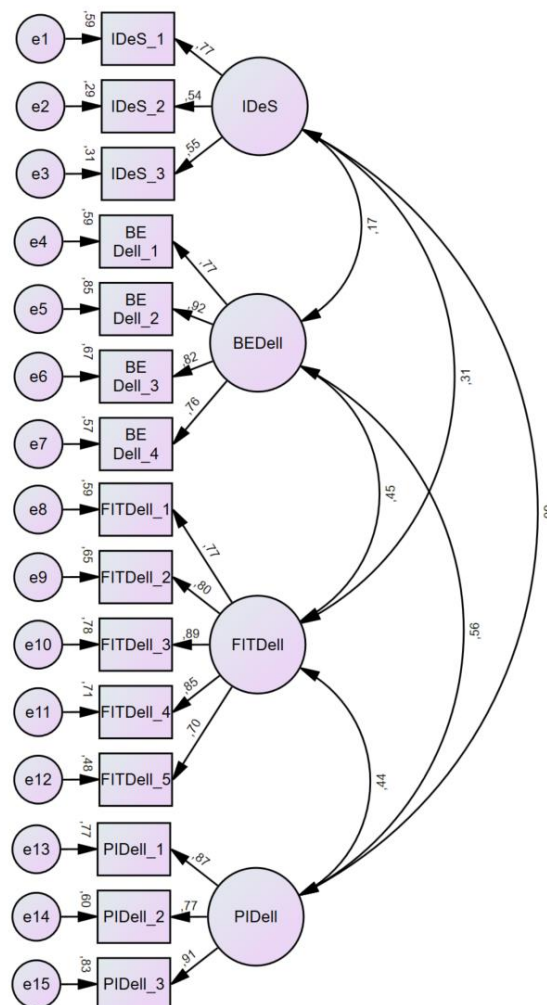 e1
,59
IDeS_1
,77
e2
,29
IDeS_2
,54
IDeS
e3
,31
IDeS_3
,55
e4
,59
BE
Dell_1
,77
,17
e5
,85
BE
Dell_2
,92
BEDell
e6
,67
BE
Dell_3
,82
,31
e7
,57
BE
Dell_4
,76
e8
,59
FITDell_1
,77
,45
e9
,65
FITDell_2
,80
e10
,78
FITDell_3
,89
FITDell
,56
e11
,71
FITDell_4
,85
e12
,48
FITDell_5
,70
,44
e13
,77
PIDell_1
,87
e14
,60
PIDell_2
,77
PIDell
e15
,83
PIDell_3
,91